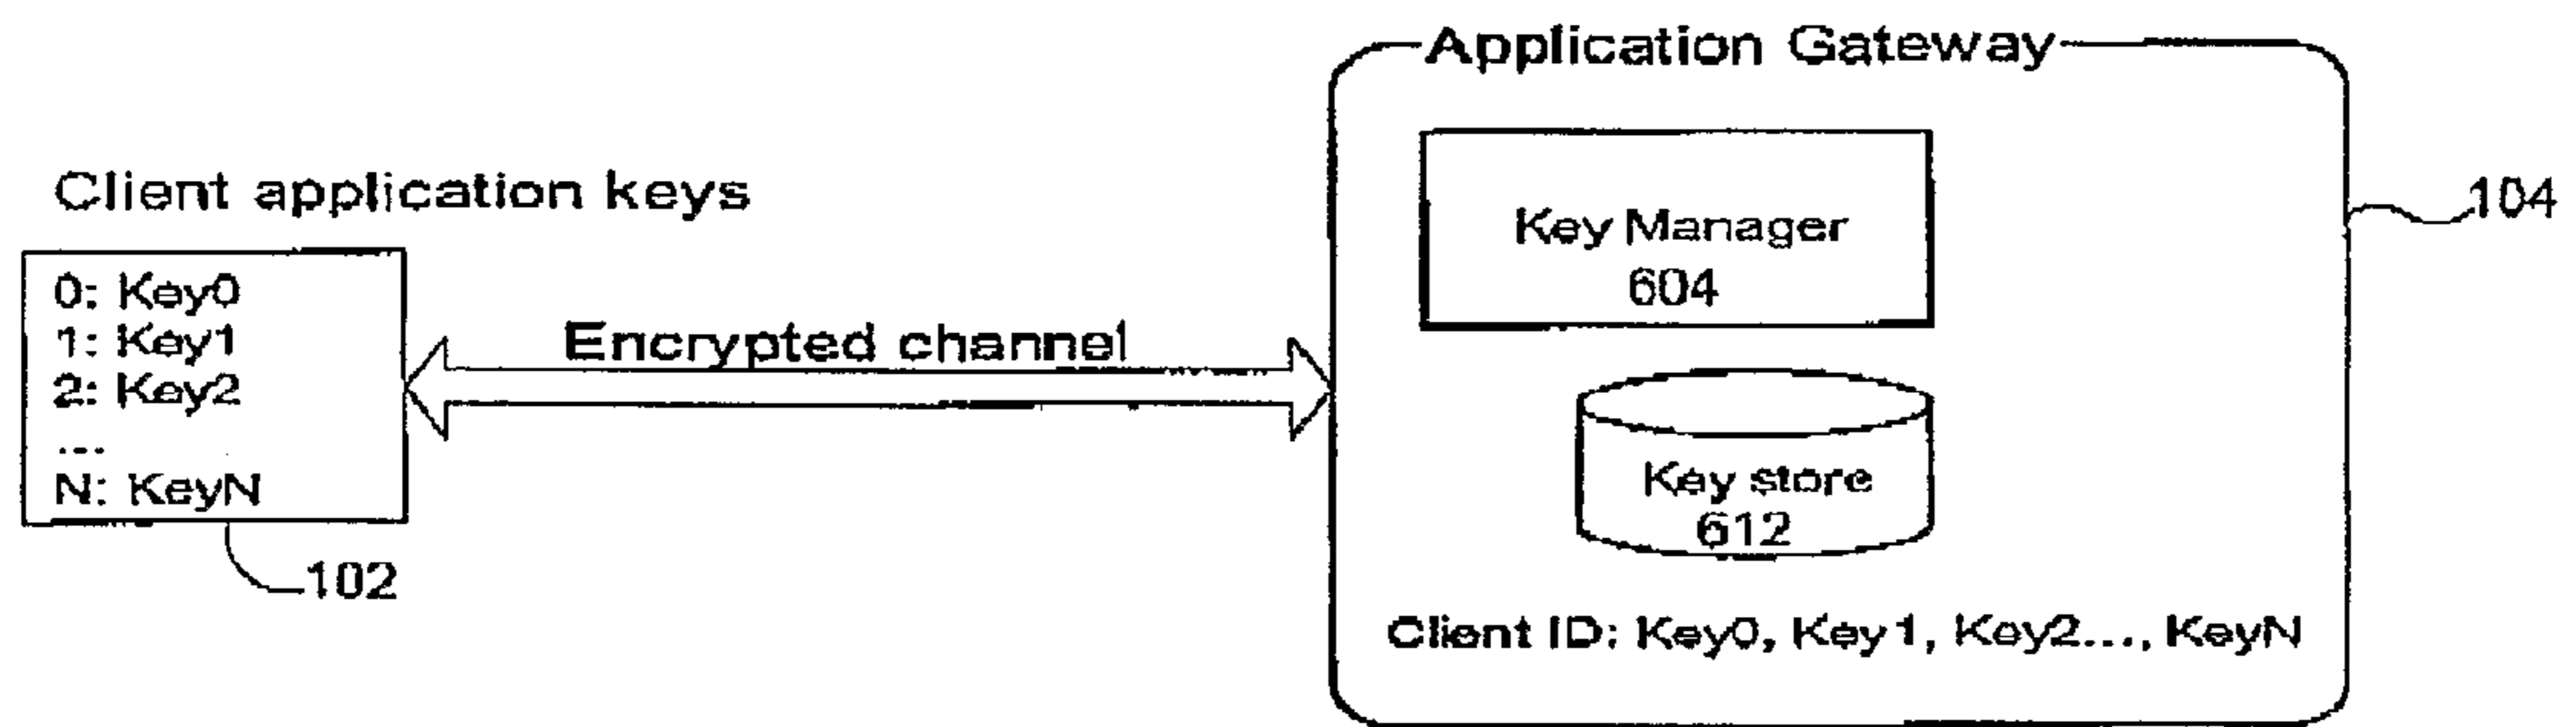 Application Gateway
Client application keys
0: Key0
1: Key1
2: Key2
...
N: KeyN
102
Encrypted channel
Key Manager
604
Key store
612
Client ID: Key0, Key1, Key2..., KeyN
104